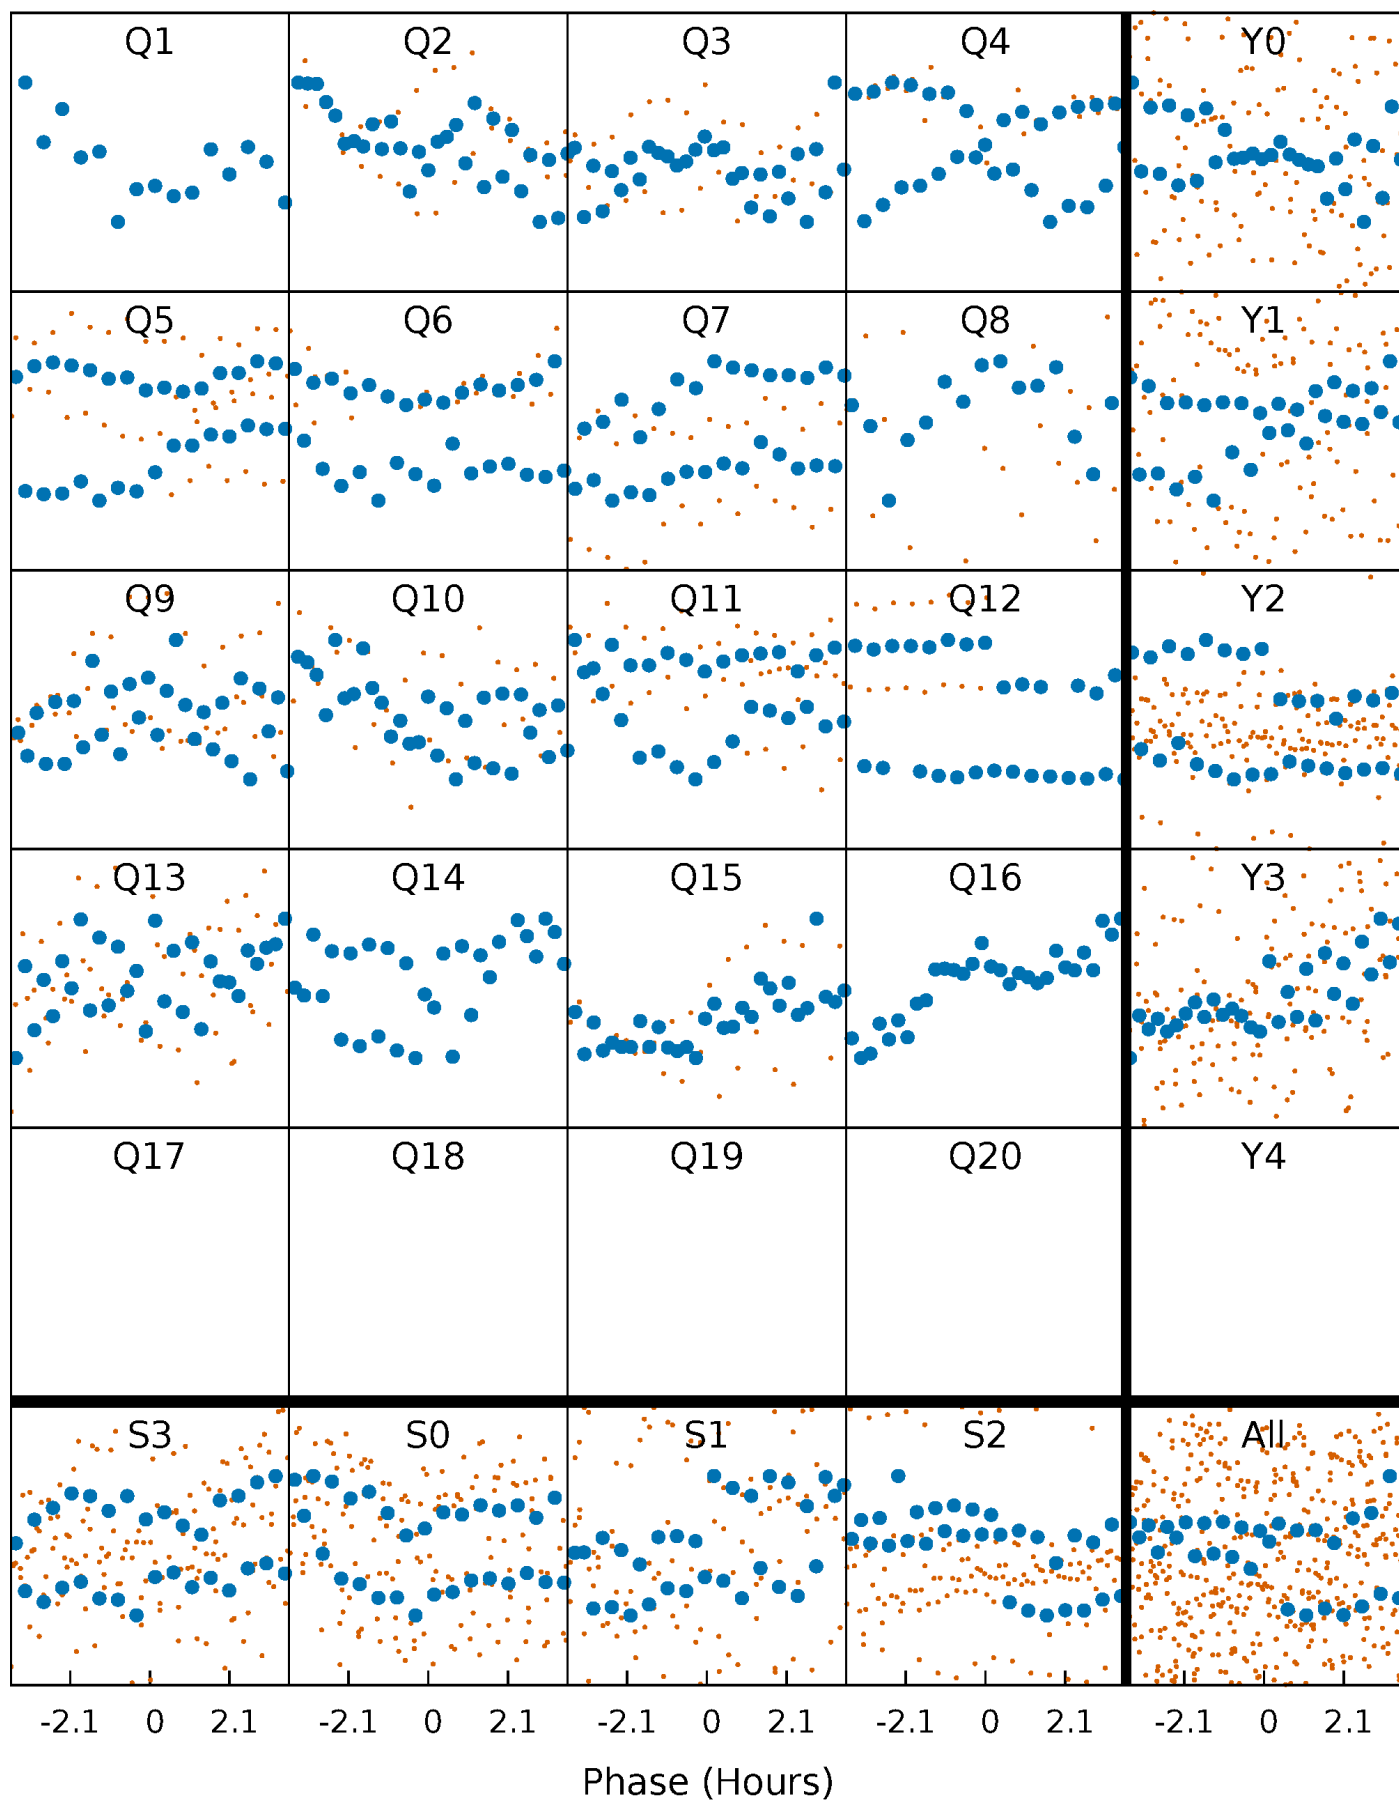 Q1 Q2 Q3 Q4 Y0
Q5 Q6 Q7 Q8 Y1
Q9 Q10 Q11 Q12 Y2
Q13 Q14 Q15 Q16 Y3
Q17 Q18 Q19 Q20 Y4
S3 S0 S1 S2 All
-2.1 0 2.1 -2.1 0 2.1 -2.1 0 2.1 -2.1 0 2.1 -2.1 0 2.1
Phase (Hours)